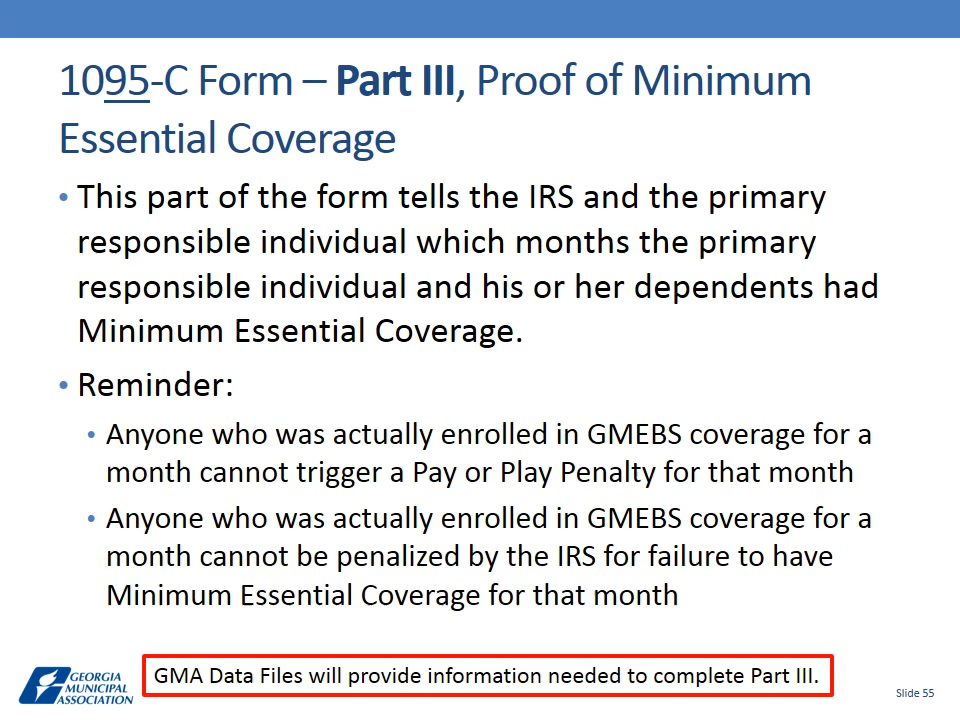 1095-C Form – Part III, Proof of Minimum
Essential Coverage
• This part of the form tells the IRS and the primary
responsible individual which months the primary
responsible individual and his or her dependents had
Minimum Essential Coverage.
• Reminder:
• Anyone who was actually enrolled in GMEBS coverage for a
month cannot trigger a Pay or Play Penalty for that month
• Anyone who was actually enrolled in GMEBS coverage for a
month cannot be penalized by the IRS for failure to have
Minimum Essential Coverage for that month
GEORGIA
MUNICIPAL
ASSOCIATION
GMA Data Files will provide information needed to complete Part III.
Slide 55